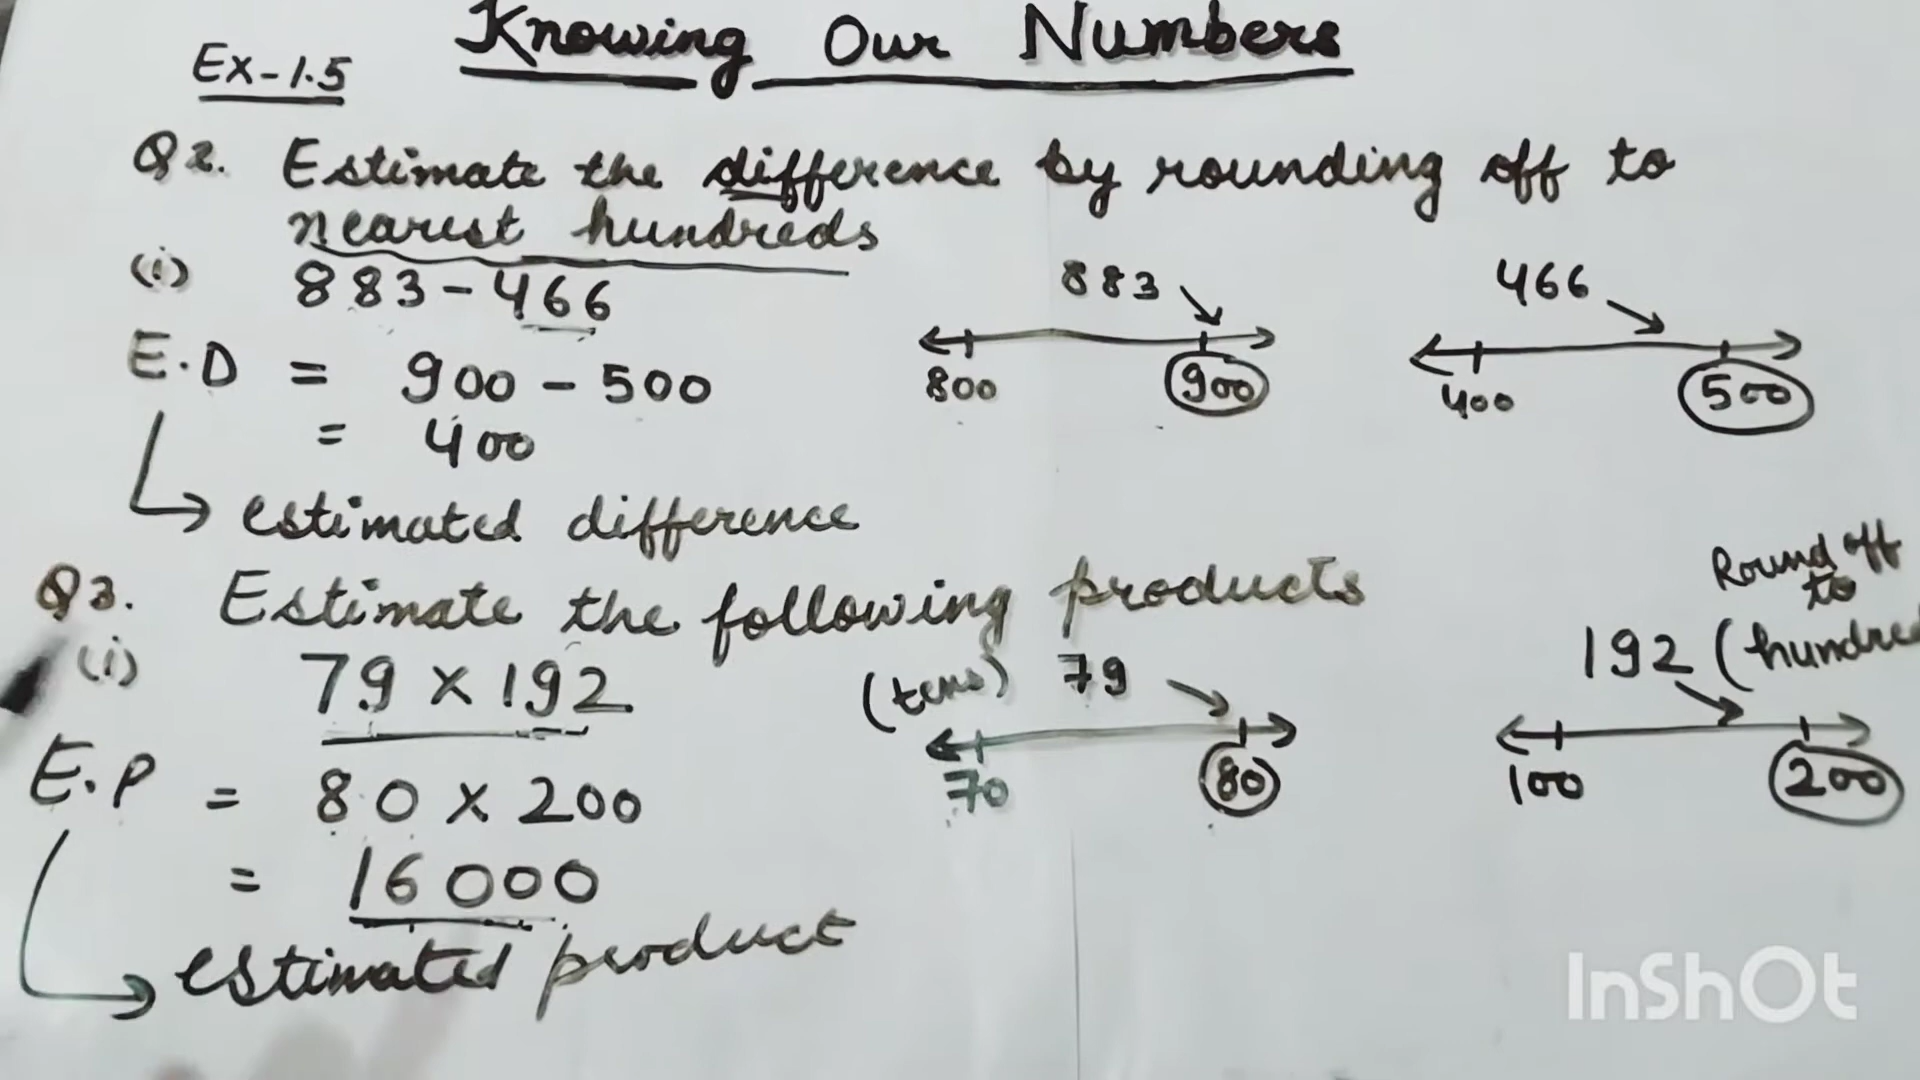 Knowing Our Numbers
Ex-1.5
Q2. Estimate the difference by rounding off to
nearest hundreds
(i) 883-466
883
466
800 900
400 500
E.D = 900 - 500
= 400
estimated difference
Q3. Estimate the following products
Round off
to
(i) 79 x 192
(tens) 79
192 (hundre
70 80
100 200
E.P = 80 x 200
= 16000
estimated product
InShOt